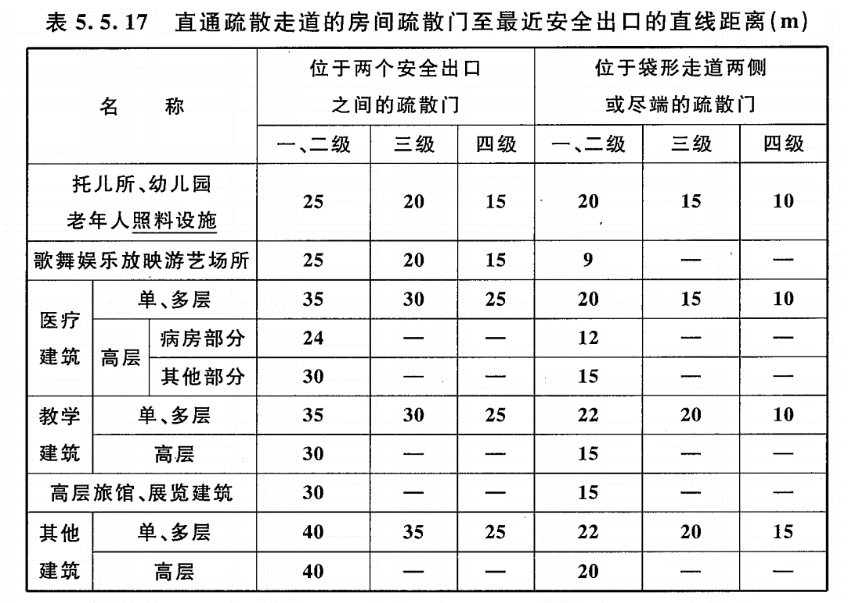 表 5.5.17 直通疏散走道的房间疏散门至最近安全出口的直线距离(m)
名 称 位于两个安全出口之间的疏散门 位于袋形走道两侧或尽端的疏散门
一、二级 三级 四级 一、二级 三级 四级
托儿所、幼儿园
老年人照料设施 25 20 15 20 15 10
歌舞娱乐放映游艺场所 25 20 15 9 — —
医疗建筑 单、多层 35 30 25 20 15 10
高层 病房部分 24 — — 12 — —
其他部分 30 — — 15 — —
教学建筑 单、多层 35 30 25 22 20 10
高层 30 — — 15 — —
高层旅馆、展览建筑 30 — — 15 — —
其他建筑 单、多层 40 35 25 22 20 15
高层 40 — — 20 — —